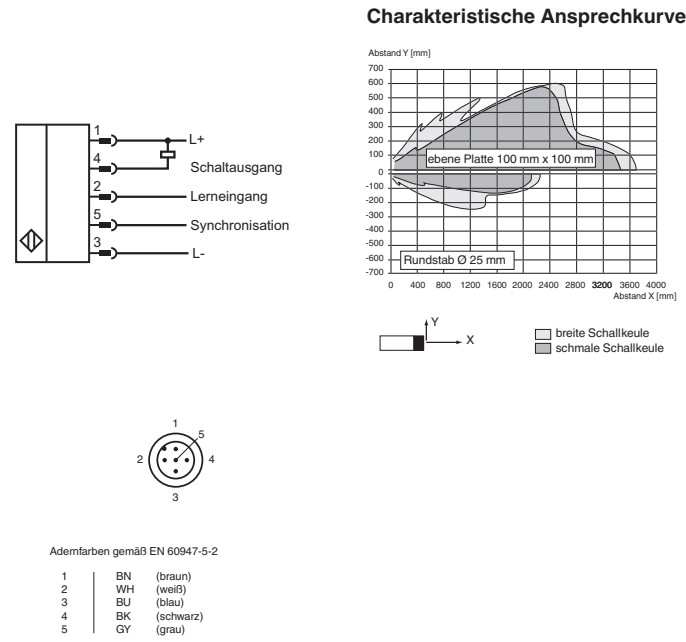 Charakteristische Ansprechkurve
Abstand Y [mm]
700
600
500
400
300
200
100
0
-100
-200
-300
-400
-500
-600
-700
ebene Platte 100 mm x 100 mm
Rundstab Ø 25 mm
0 400 800 1200 1600 2000 2400 2800 3200 3600 4000
Abstand X [mm]
Y
X
breite Schallkeule
schmale Schallkeule
1
L+
4
Schaltausgang
2
Lerneingang
5
Synchronisation
3
L-
1
5
2
4
3
Adernfarben gemäß EN 60947-5-2
1 BN (braun)
2 WH (weiß)
3 BU (blau)
4 BK (schwarz)
5 GY (grau)